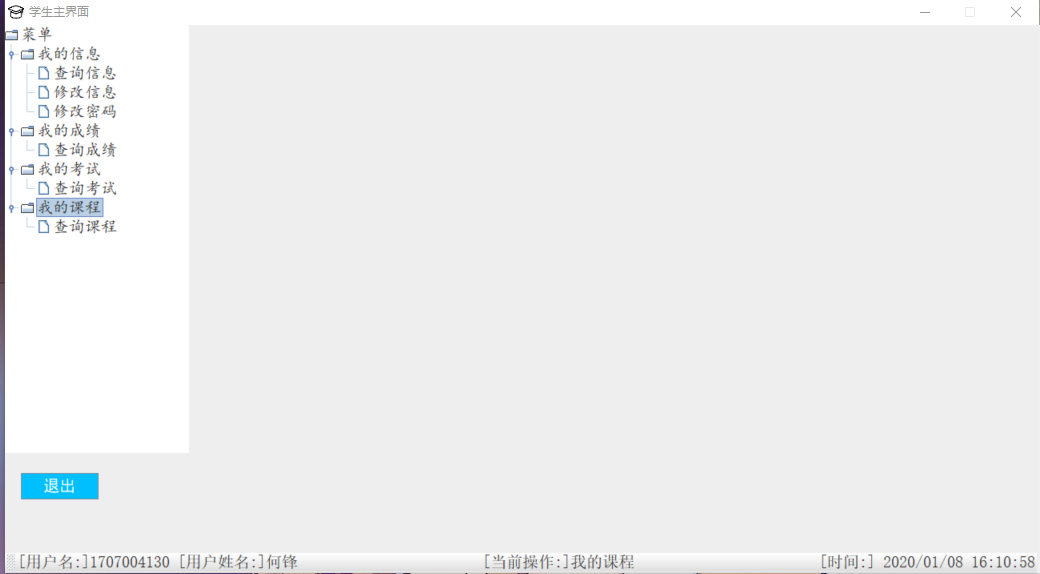 学生主界面
菜单
我的信息
查询信息
修改信息
修改密码
我的成绩
查询成绩
我的考试
查询考试
我的课程
查询课程
退出
[用户名:]1707004130 [用户姓名:]何锋 [当前操作:]我的课程 [时间:] 2020/01/08 16:10:58